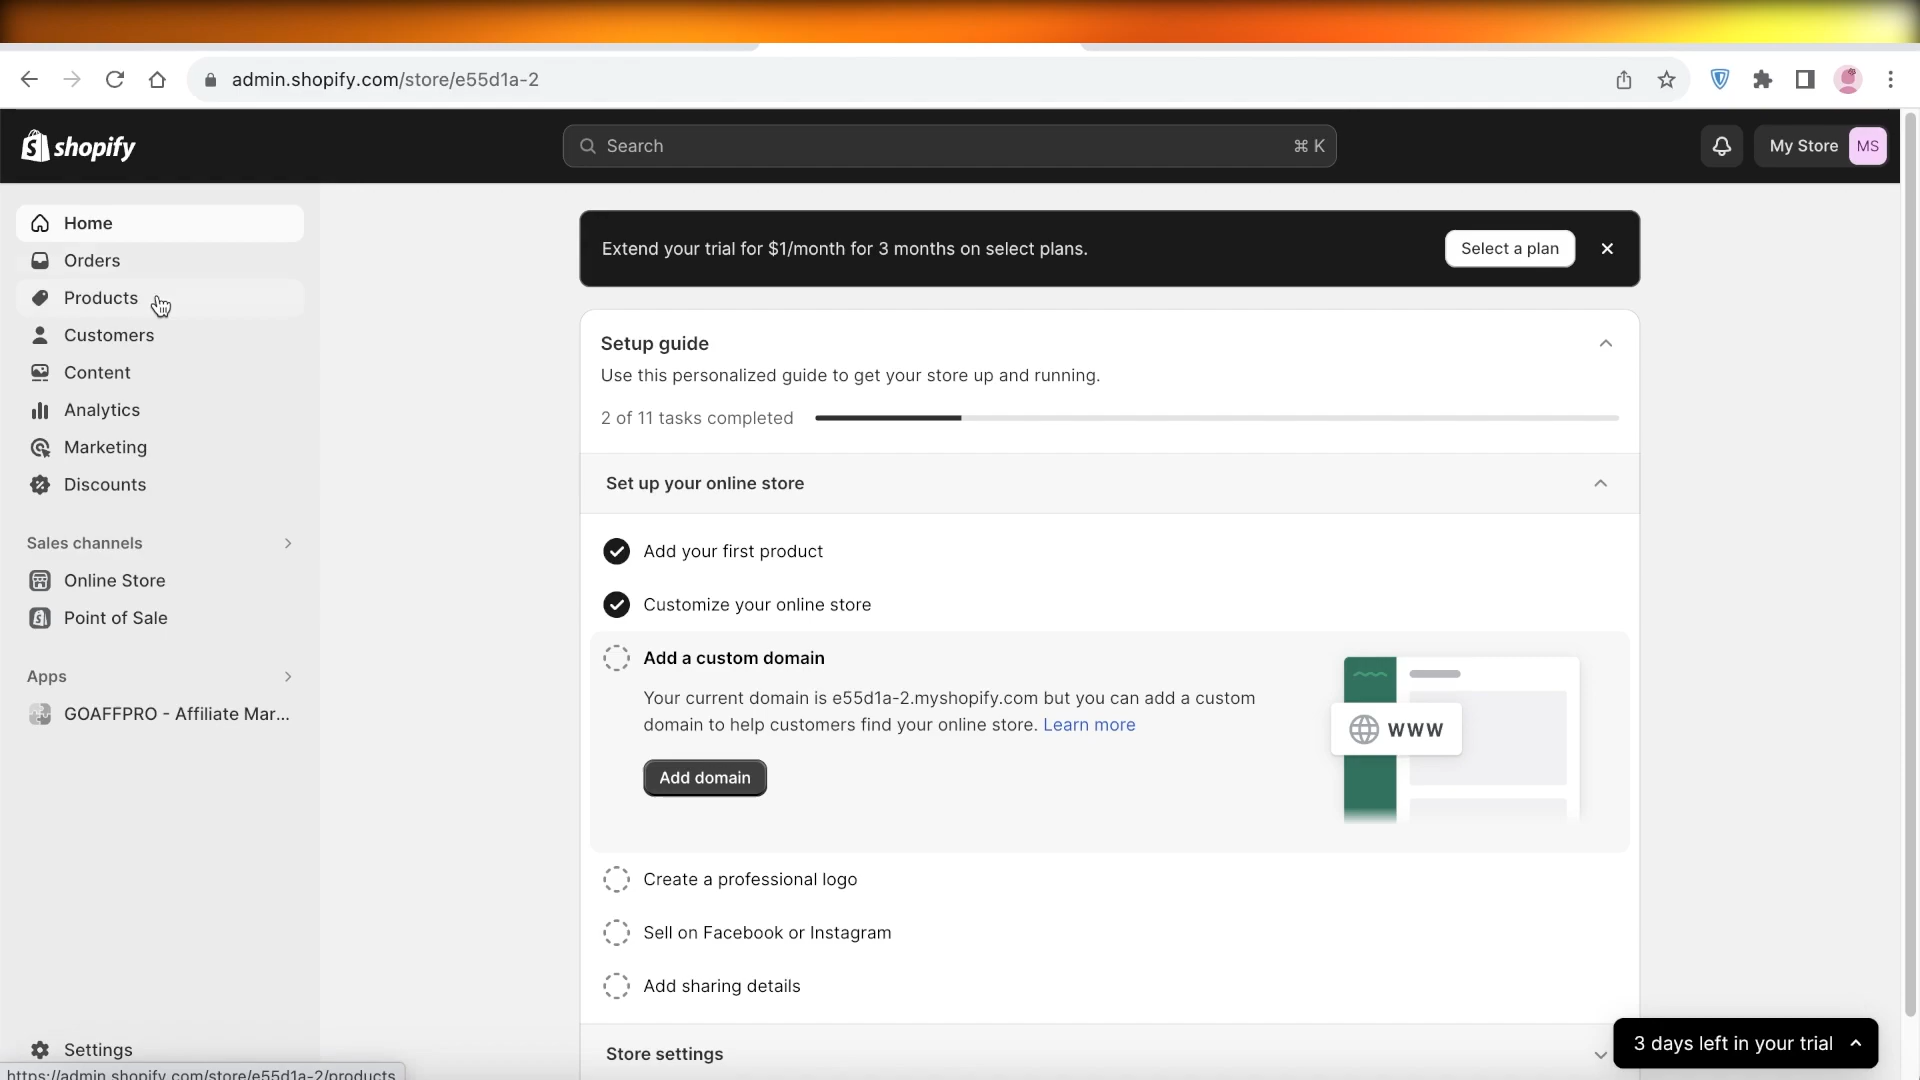 admin.shopify.com/store/e55d1a-2
shopify
Search
⌘ K
My Store
MS
Home
Orders
Products
Customers
Content
Analytics
Marketing
Discounts
Sales channels
Online Store
Point of Sale
Apps
GOAFFPRO - Affiliate Mar...
Settings
https://admin.shopify.com/store/e55d1a-2/products
Extend your trial for $1/month for 3 months on select plans.
Select a plan
Setup guide
Use this personalized guide to get your store up and running.
2 of 11 tasks completed
Set up your online store
Add your first product
Customize your online store
Add a custom domain
Your current domain is e55d1a-2.myshopify.com but you can add a custom
domain to help customers find your online store. Learn more
Add domain
www
Create a professional logo
Sell on Facebook or Instagram
Add sharing details
Store settings
3 days left in your trial